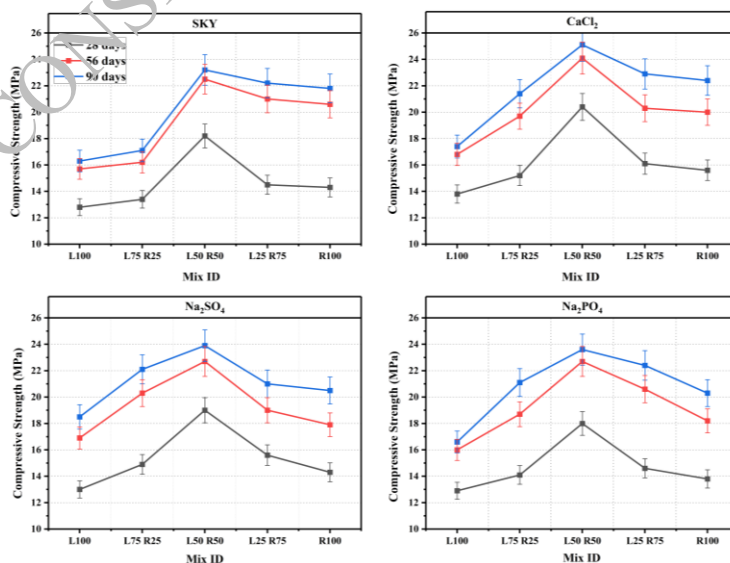 SKY
28 days
56 days
90 days
Compressive Strength (MPa)
26
24
22
20
18
16
14
12
10
L100 L75 R25 L50 R50 L25 R75 R100
Mix ID
CaCl₂
Compressive Strength (MPa)
26
24
22
20
18
16
14
12
10
L100 L75 R25 L50 R50 L25 R75 R100
Mix ID
Na₂SO₄
Compressive Strength (MPa)
26
24
22
20
18
16
14
12
10
L100 L75 R25 L50 R50 L25 R75 R100
Mix ID
Na₂PO₄
Compressive Strength (MPa)
26
24
22
20
18
16
14
12
10
L100 L75 R25 L50 R50 L25 R75 R100
Mix ID